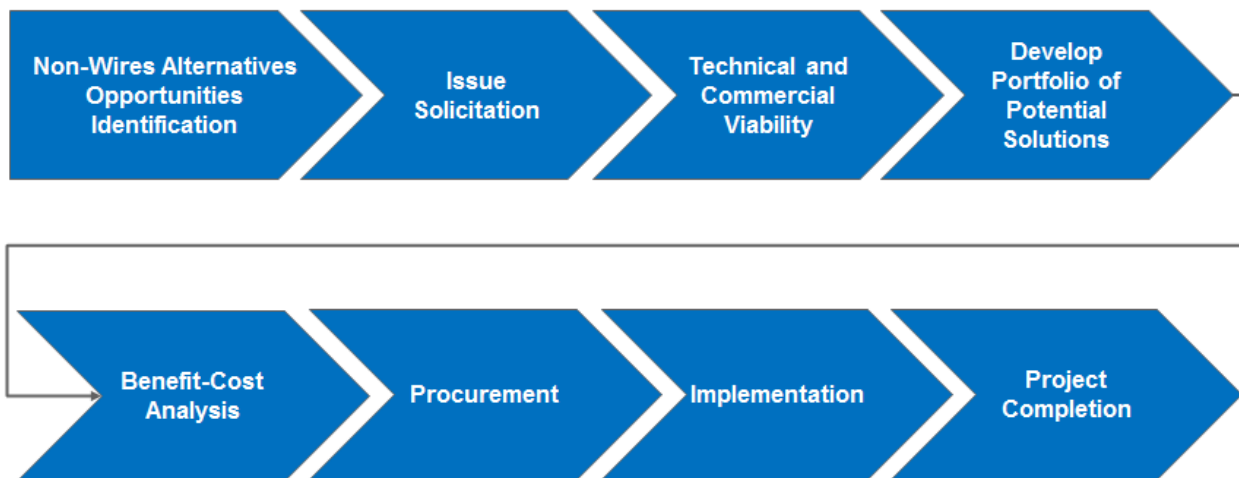 Non-Wires Alternatives
Opportunities
Identification
Issue
Solicitation
Technical and
Commercial
Viability
Develop
Portfolio of
Potential
Solutions
Benefit-Cost
Analysis
Procurement
Implementation
Project
Completion